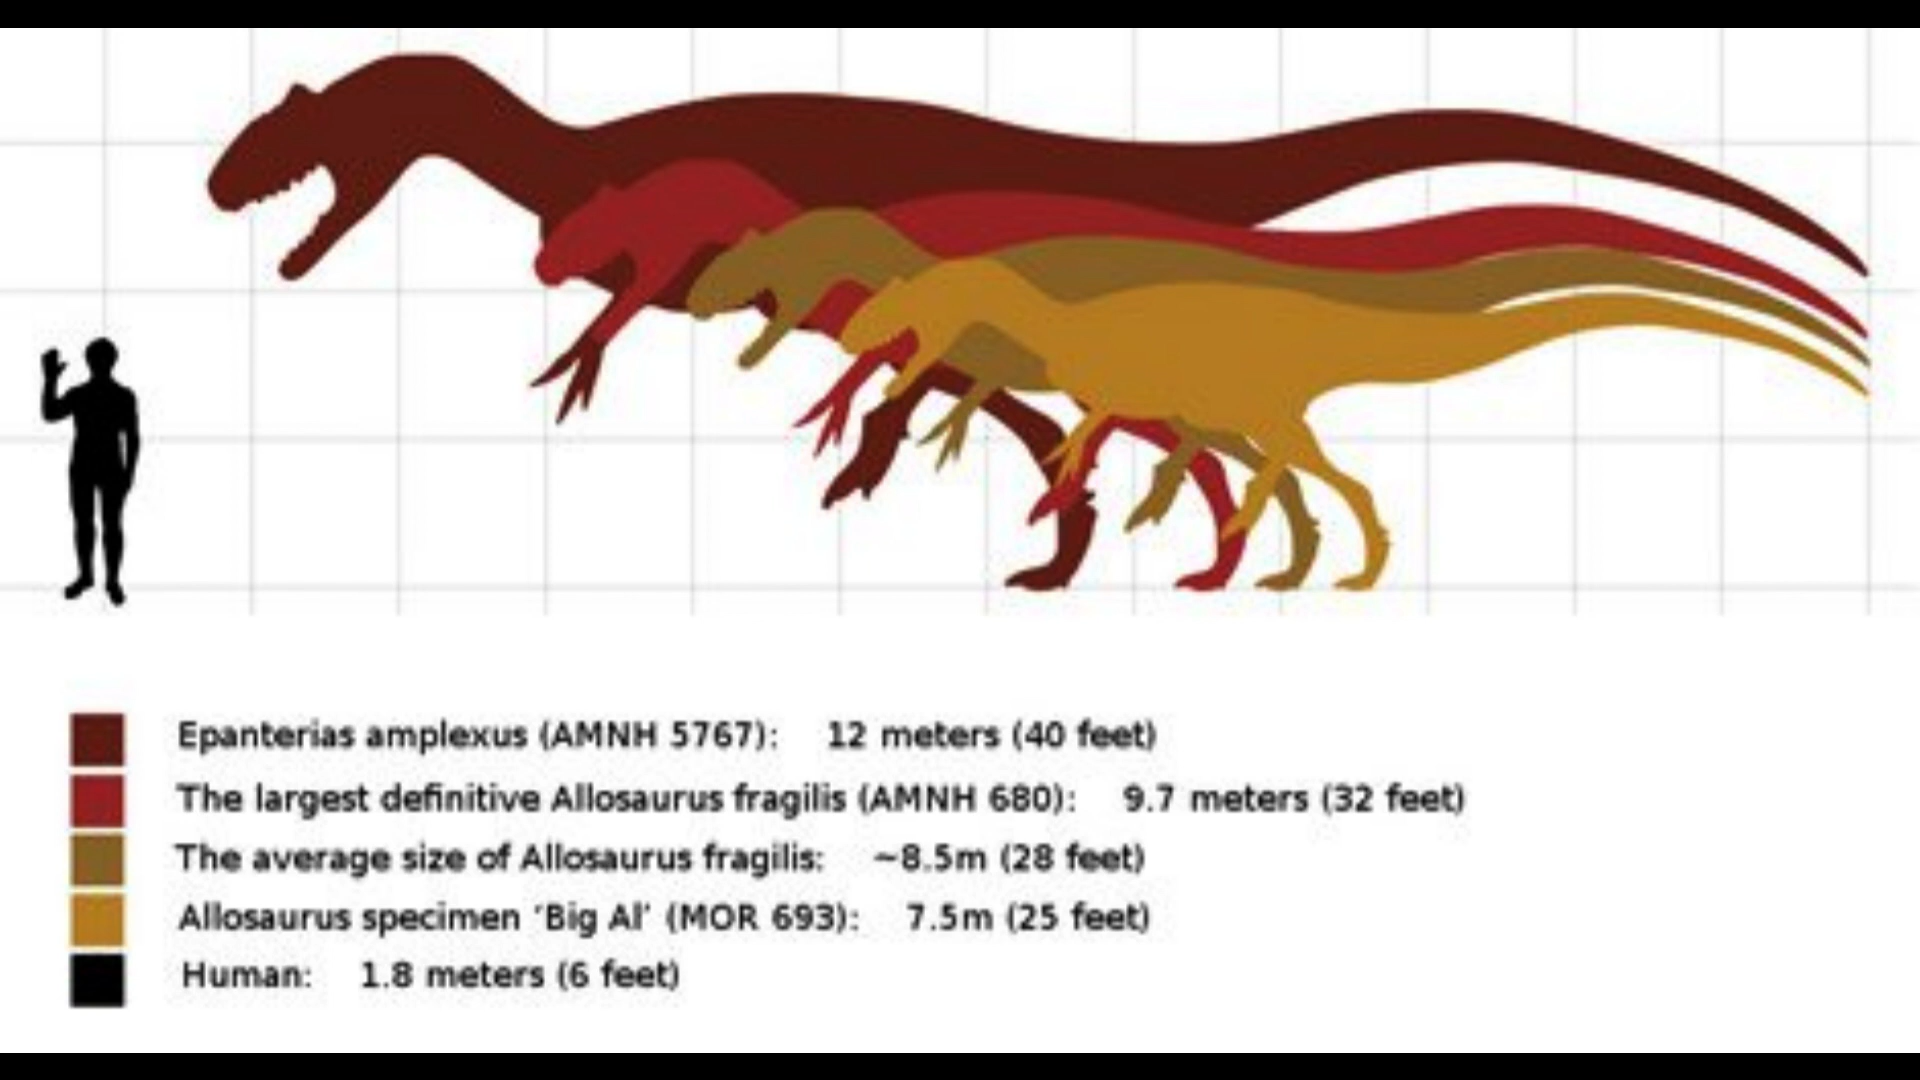 Epanterias amplexus (AMNH 5767): 12 meters (40 feet)
The largest definitive Allosaurus fragilis (AMNH 680): 9.7 meters (32 feet)
The average size of Allosaurus fragilis: ~8.5m (28 feet)
Allosaurus specimen ‘Big Al’ (MOR 693): 7.5m (25 feet)
Human: 1.8 meters (6 feet)